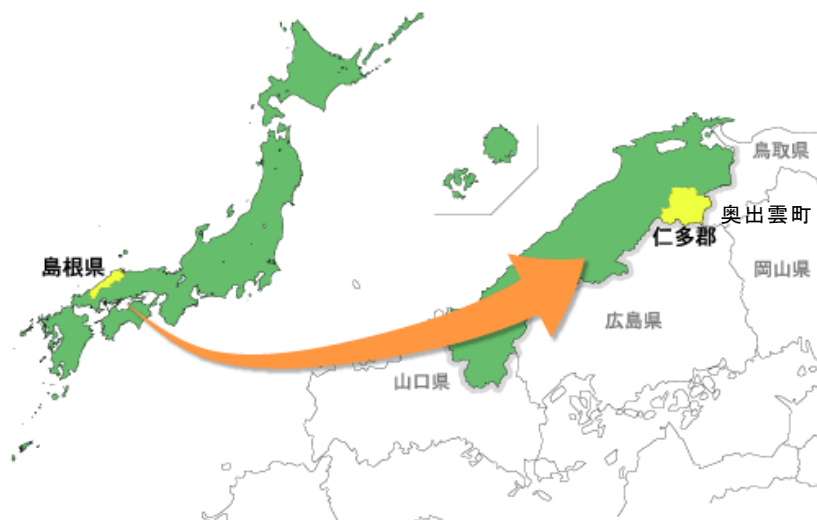 島根県
鳥取県
奥出雲町
仁多郡
岡山県
広島県
山口県